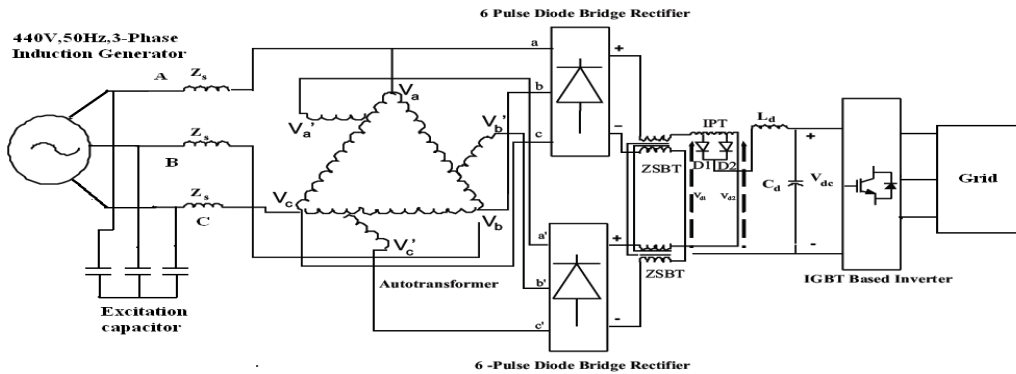 6 Pulse Diode Bridge Rectifier
440V,50Hz,3-Phase
Induction Generator
A
Zs
a
+
Va
b
Va'
Vb'
c
−
IPT
Ld
+
Zs
B
D1
D2
ZSBT
Cd
Vdc
Grid
Zs
C
Vc
Vb
Vd1
Vd2
Vc'
a'
+
−
ZSBT
b'
IGBT Based Inverter
Autotransformer
Excitation
capacitor
c'
−
6 -Pulse Diode Bridge Rectifier